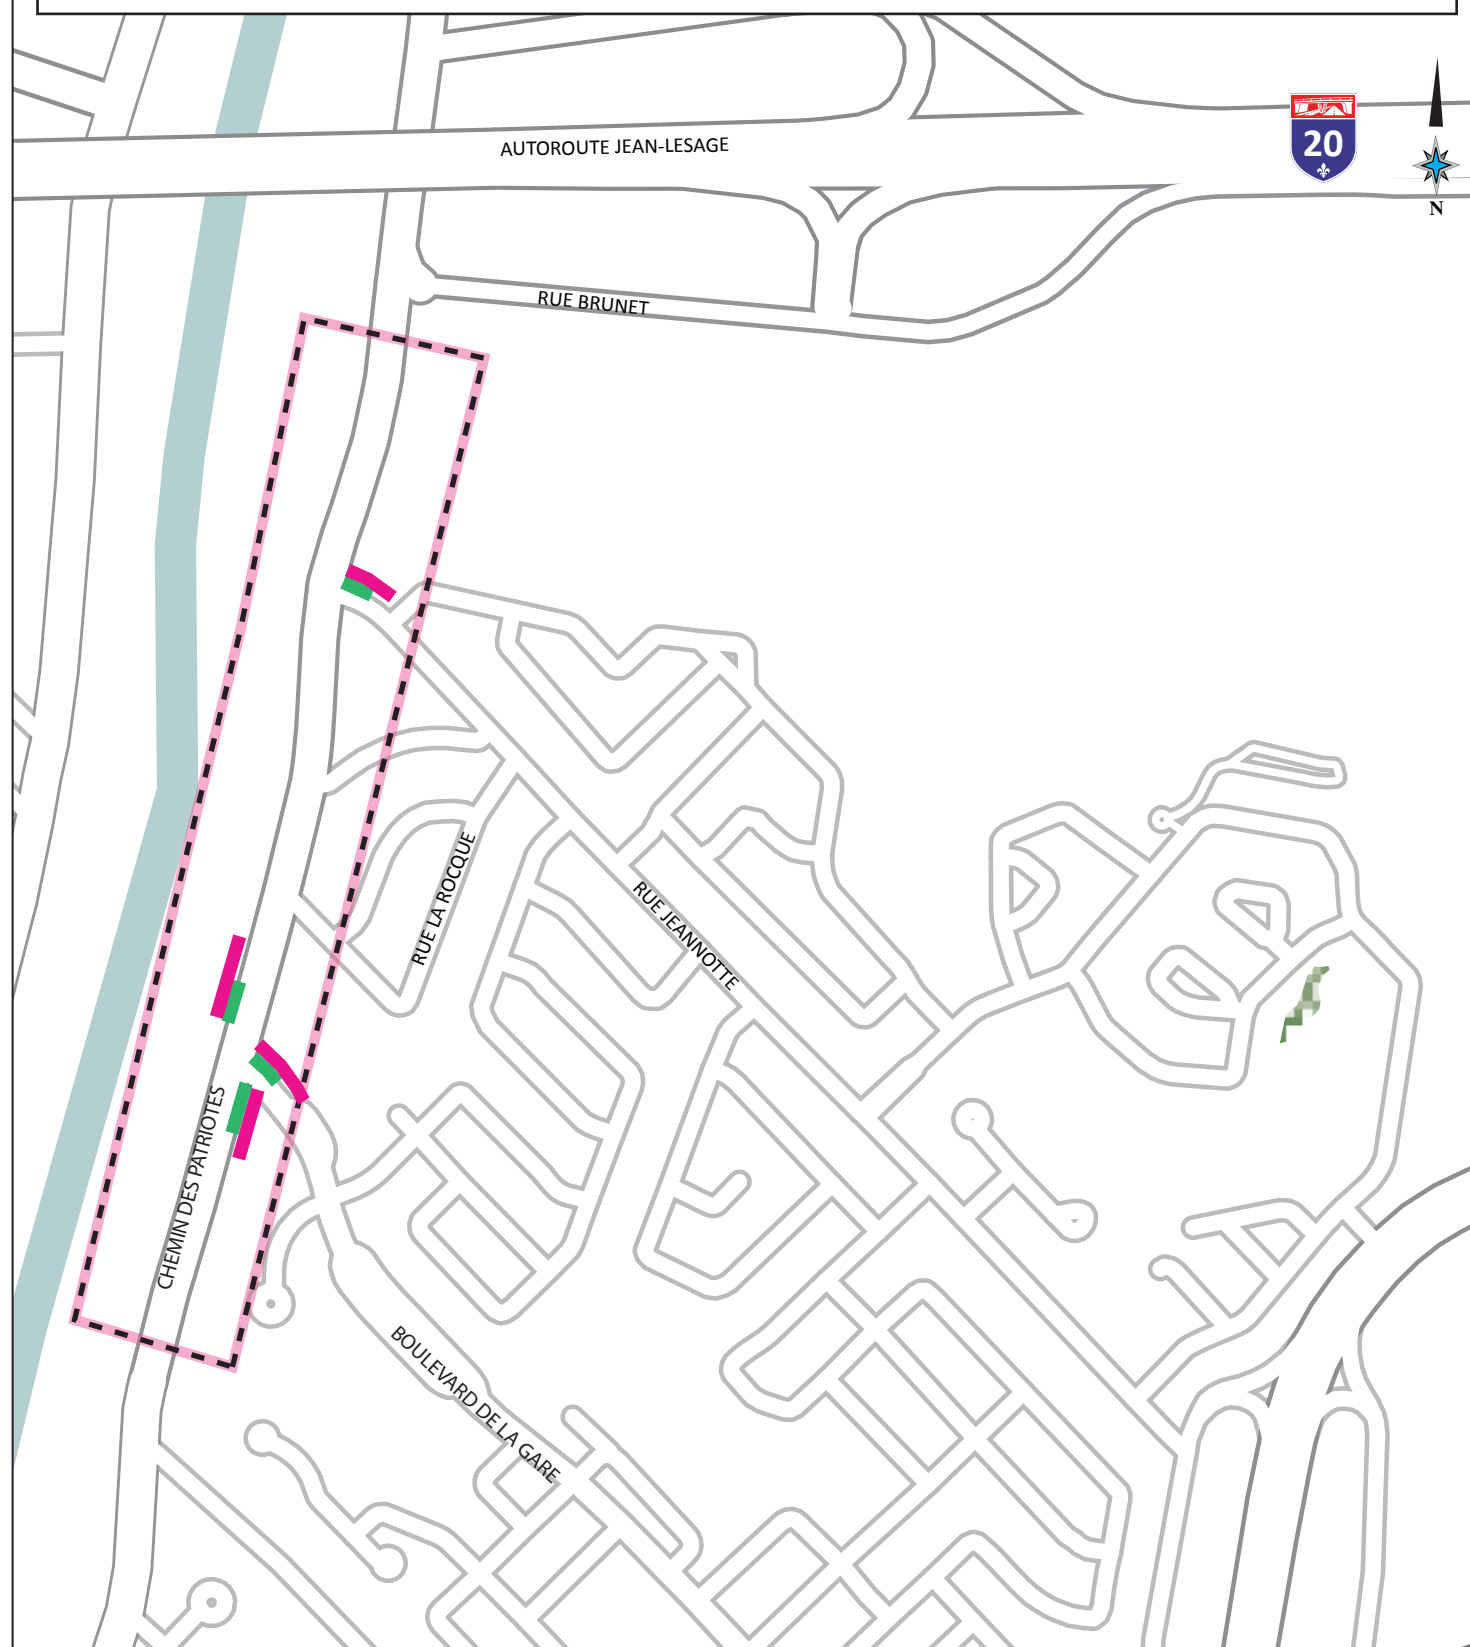 AUTOROUTE JEAN-LESAGE
20
N
RUE BRUNET
RUE LA ROCQUE
RUE JEANNOTTE
CHEMIN DES PATRIOTES
BOULEVARD DE LA GARE